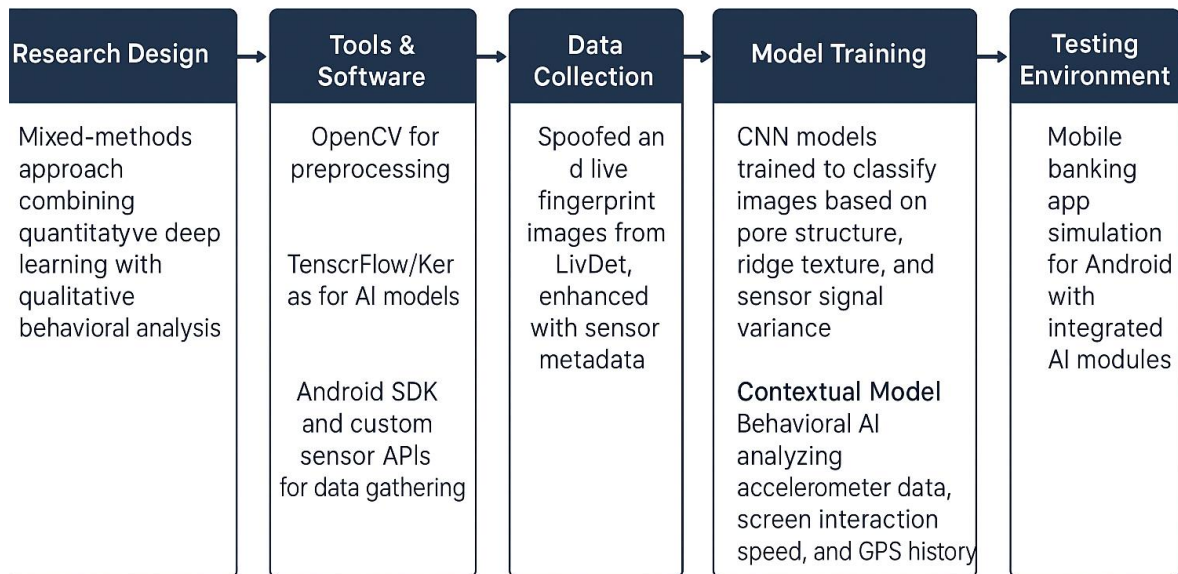 Research Design
Mixed-methods
approach
combining
quantitatyve deep
learning with
qualitative
behavioral analysis
Tools &
Software
OpenCV for
preprocessing
TenscrFlow/Ker
as for AI models
Android SDK
and custom
sensor APIs
for data gathering
Data
Collection
Spoofed an
d live
fingerprint
images from
LivDet,
enhanced
with sensor
metadata
Model Training
CNN models
trained to classify
images based on
pore structure,
ridge texture, and
sensor signal
variance
Contextual Model
Behavioral AI
analyzing
accelerometer data,
screen interaction
speed, and GPS history
Testing
Environment
Mobile
banking
app
simulation
for Android
with
integrated
AI modules